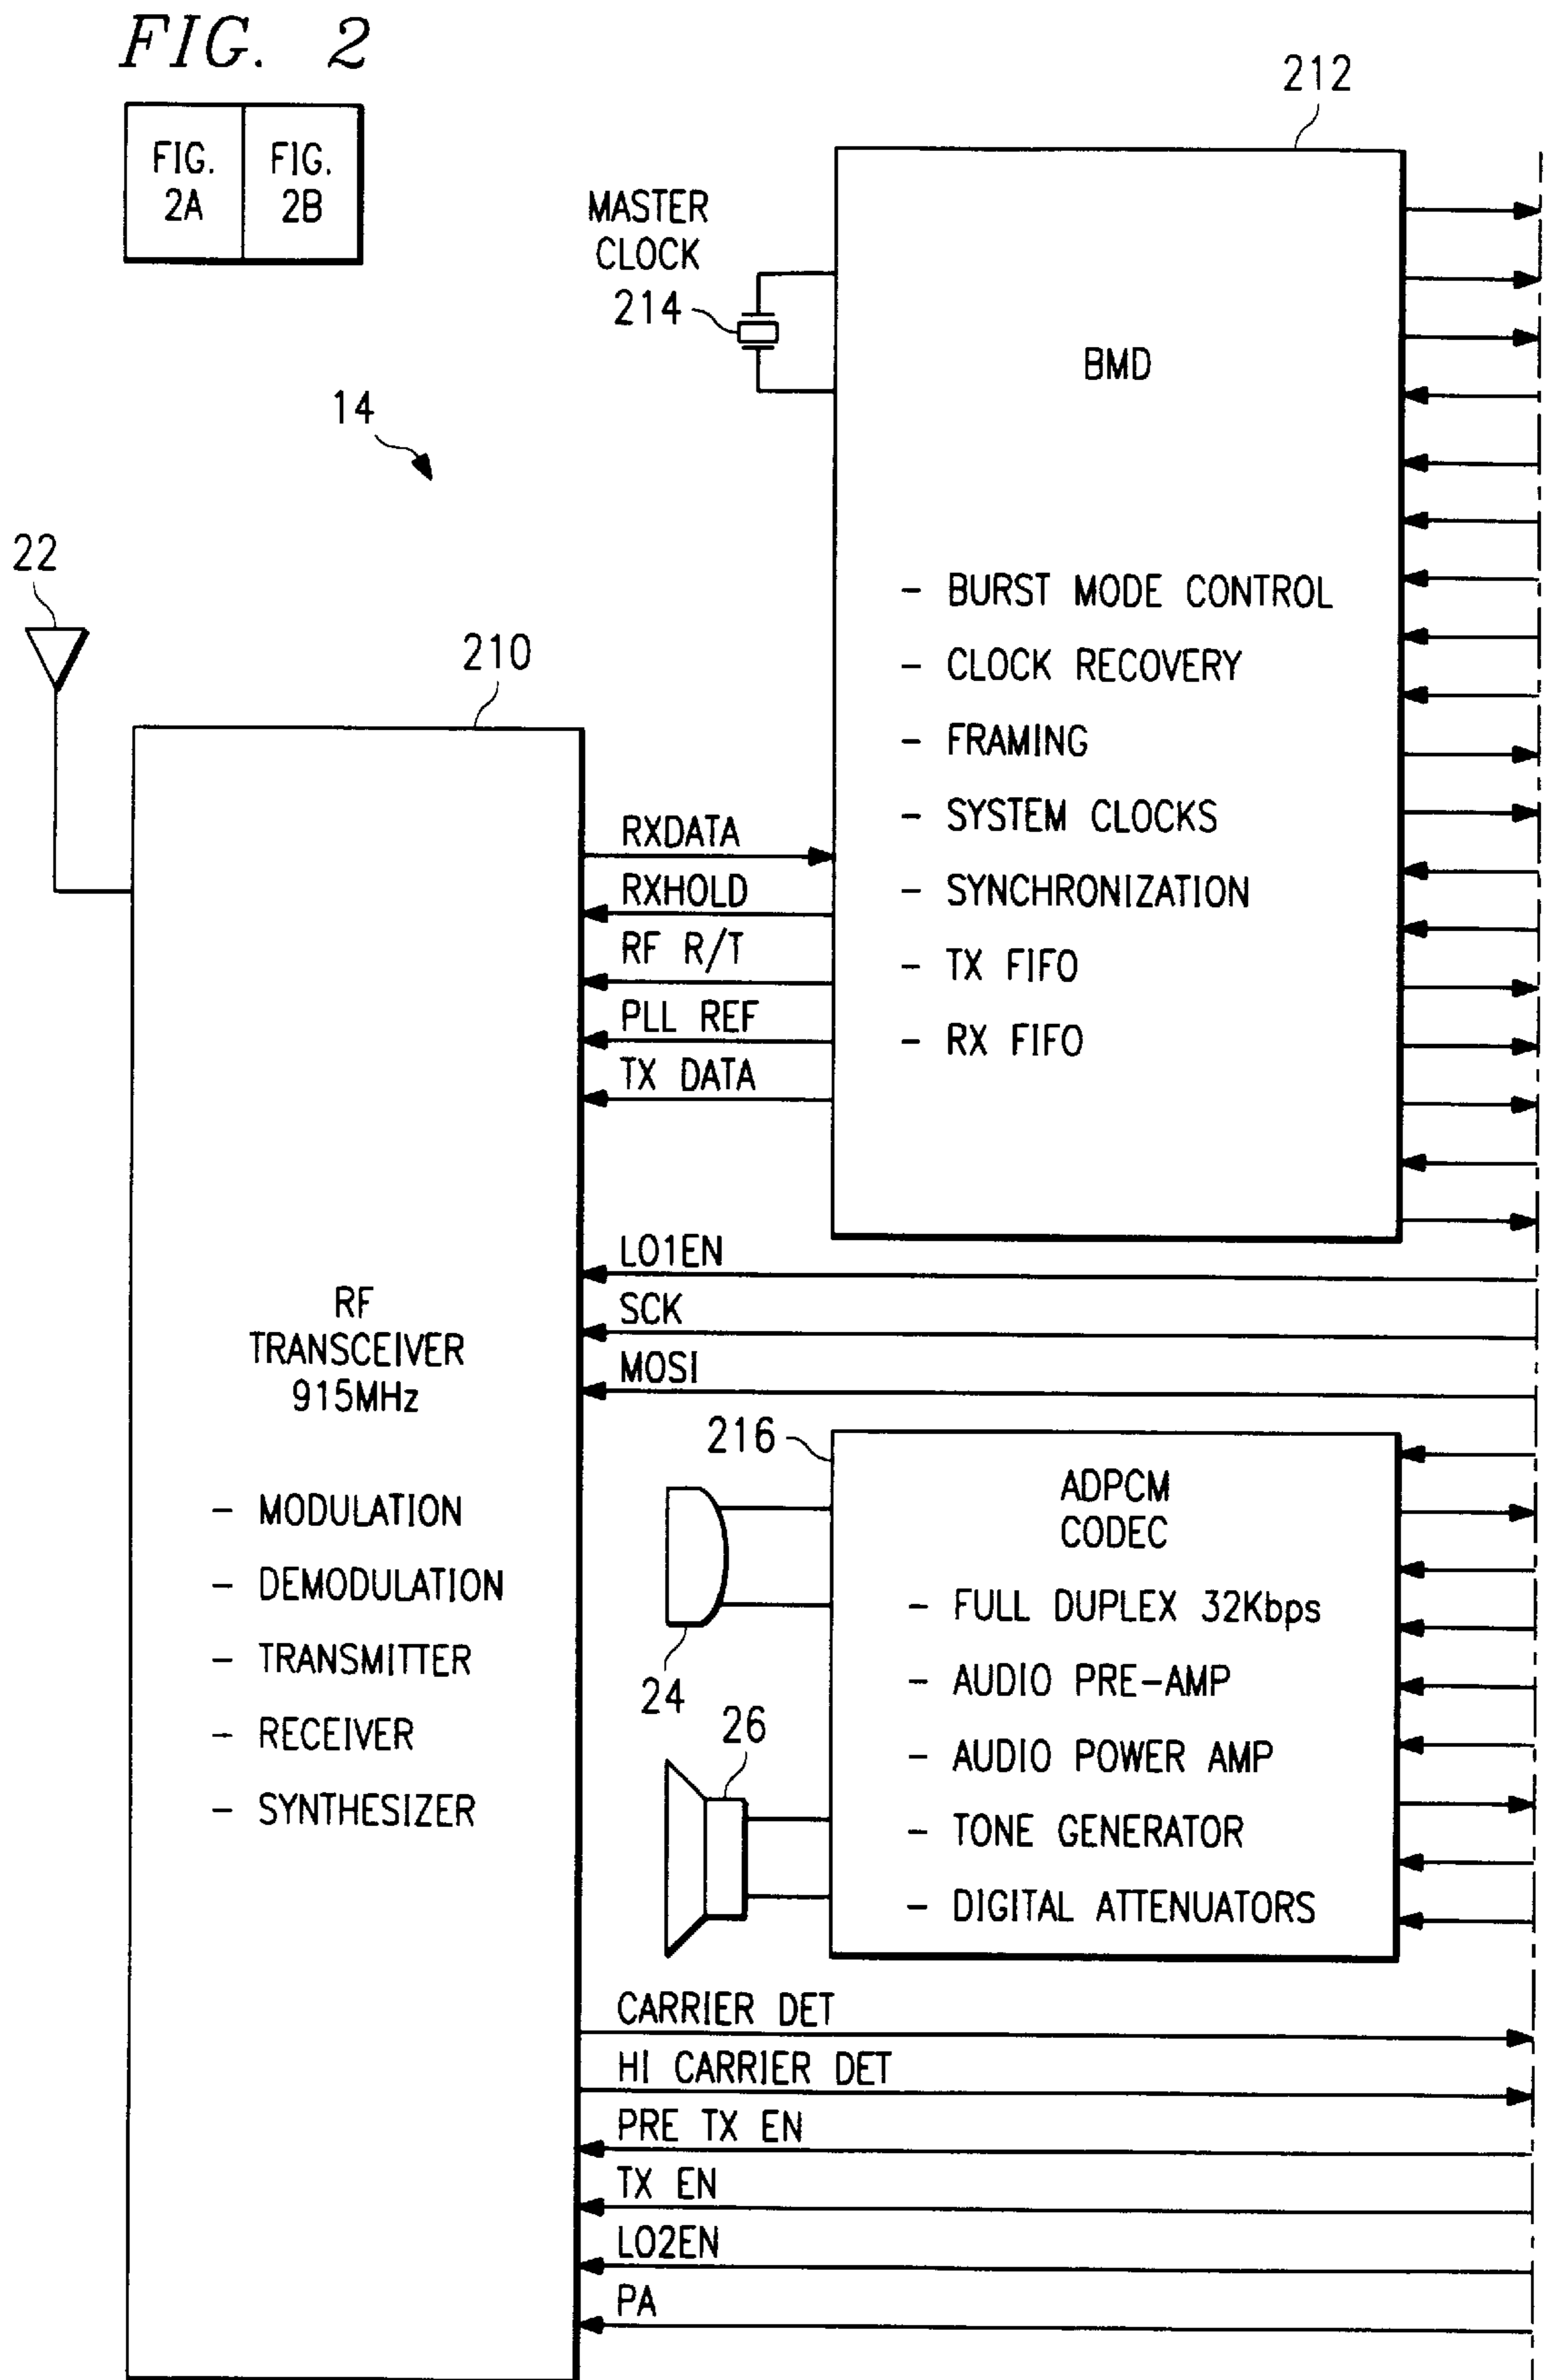 FIG. 2
FIG. 2A
FIG. 2B
212
MASTER
CLOCK
214
BMD
14
- BURST MODE CONTROL
- CLOCK RECOVERY
- FRAMING
- SYSTEM CLOCKS
- SYNCHRONIZATION
- TX FIFO
- RX FIFO
22
210
RXDATA
RXHOLD
RF R/T
PLL REF
TX DATA
LO1EN
SCK
MOSI
RF
TRANSCEIVER
915MHz
- MODULATION
- DEMODULATION
- TRANSMITTER
- RECEIVER
- SYNTHESIZER
216
ADPCM
CODEC
- FULL DUPLEX 32Kbps
- AUDIO PRE-AMP
- AUDIO POWER AMP
- TONE GENERATOR
- DIGITAL ATTENUATORS
24
26
CARRIER DET
HI CARRIER DET
PRE TX EN
TX EN
LO2EN
PA